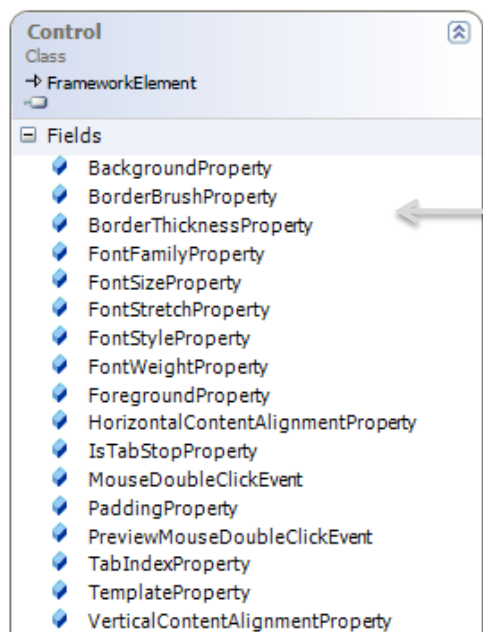 Control
Class
FrameworkElement
Fields
BackgroundProperty
BorderBrushProperty
BorderThicknessProperty
FontFamilyProperty
FontSizeProperty
FontStretchProperty
FontStyleProperty
FontWeightProperty
ForegroundProperty
HorizontalContentAlignmentProperty
IsTabStopProperty
MouseDoubleClickEvent
PaddingProperty
PreviewMouseDoubleClickEvent
TabIndexProperty
TemplateProperty
VerticalContentAlignmentProperty